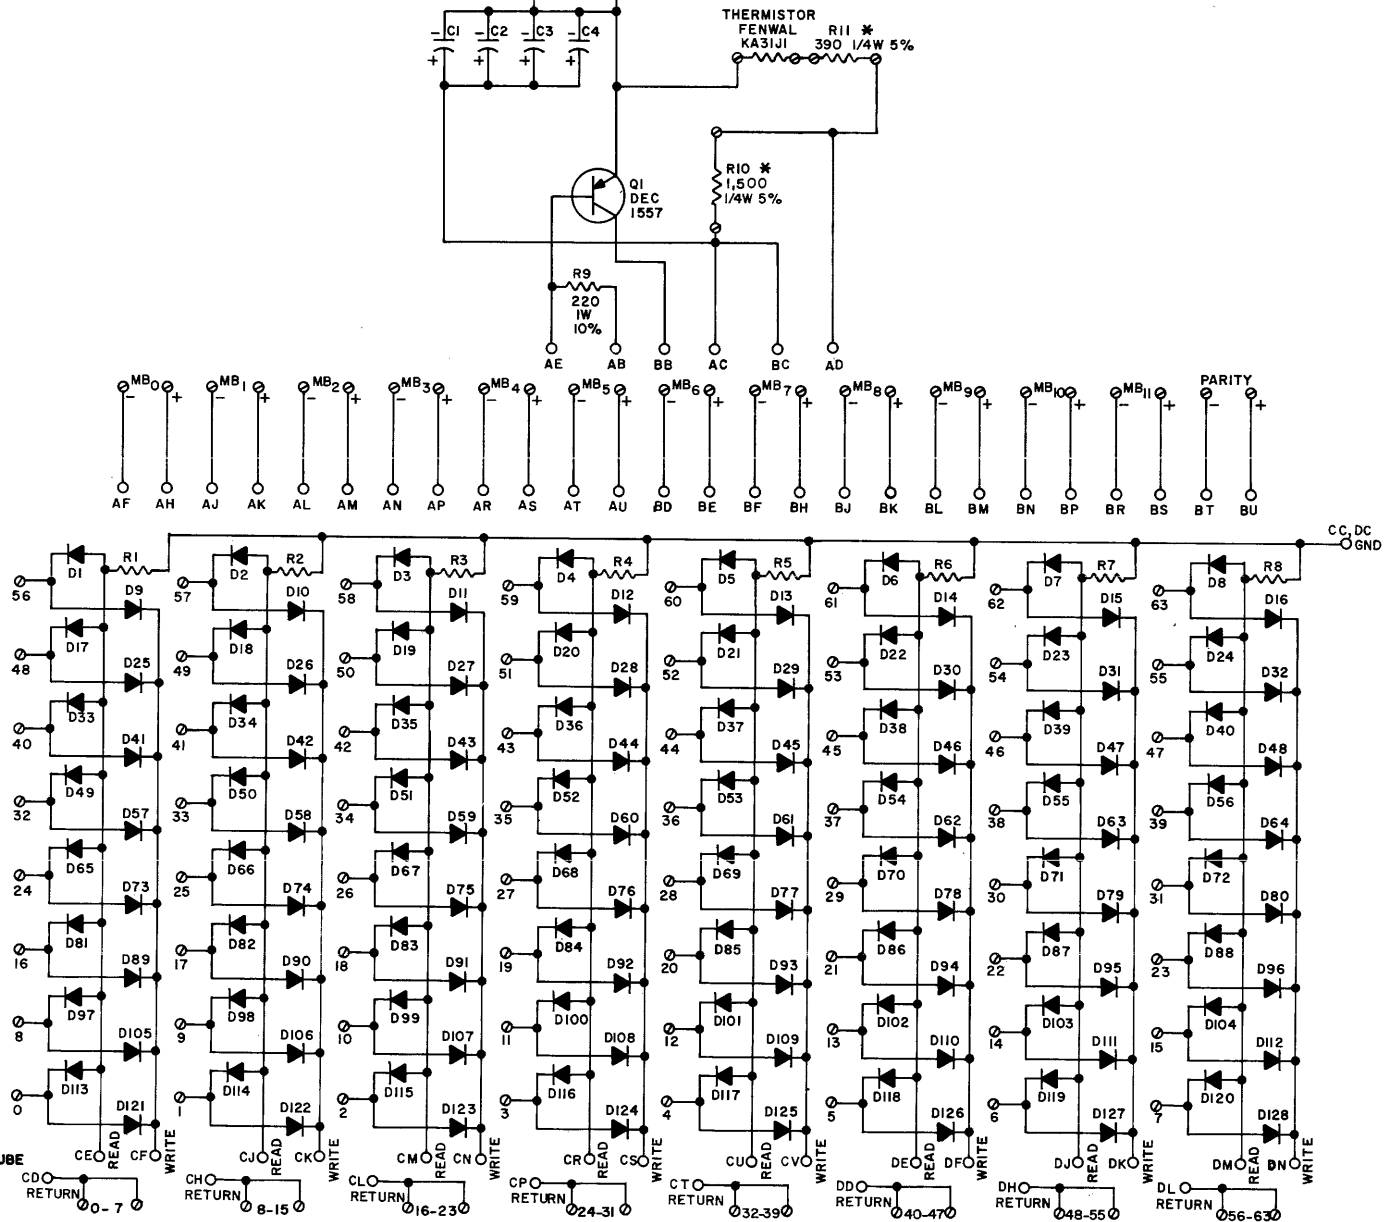 - C1 - C2 - C3 - C4
+ + + +
THERMISTOR
FENWAL
KA31J1
R11 *
390 1/4W 5%
R10 *
1,500
1/4W 5%
Q1
DEC
1557
R9
220
1W
10%
AE AB BB AC BC AD
MB0 MB1 MB2 MB3 MB4 MB5 MB6 MB7 MB8 MB9 MB10 MB11 PARITY
- + - + - + - + - + - + - + - + - + - + - + - + - +
AF AH AJ AK AL AM AN AP AR AS AT AU BD BE BF BH BJ BK BL BM BN BP BR BS BT BU
CC, DC
GND
D1 R1 D2 R2 D3 R3 D4 R4 D5 R5 D6 R6 D7 R7 D8 R8
56 57 58 59 60 61 62 63
D9 D10 D11 D12 D13 D14 D15 D16
D17 D18 D19 D20 D21 D22 D23 D24
48 49 50 51 52 53 54 55
D25 D26 D27 D28 D29 D30 D31 D32
D33 D34 D35 D36 D37 D38 D39 D40
40 41 42 43 44 45 46 47
D41 D42 D43 D44 D45 D46 D47 D48
D49 D50 D51 D52 D53 D54 D55 D56
32 33 34 35 36 37 38 39
D57 D58 D59 D60 D61 D62 D63 D64
D65 D66 D67 D68 D69 D70 D71 D72
24 25 26 27 28 29 30 31
D73 D74 D75 D76 D77 D78 D79 D80
D81 D82 D83 D84 D85 D86 D87 D88
16 17 18 19 20 21 22 23
D89 D90 D91 D92 D93 D94 D95 D96
D97 D98 D99 D100 D101 D102 D103 D104
8 9 10 11 12 13 14 15
D105 D106 D107 D108 D109 D110 D111 D112
D113 D114 D115 D116 D117 D118 D119 D120
0 1 2 3 4 5 6 7
D121 D122 D123 D124 D125 D126 D127 D128
CE READ CF WRITE CJ READ CK WRITE CM READ CN WRITE CR READ CS WRITE CU READ CV WRITE DE READ DF WRITE DJ READ DK WRITE DM READ DN WRITE
UBE
CD CH CL CP CT DD DH DL
RETURN RETURN RETURN RETURN RETURN RETURN RETURN RETURN
0-7 8-15 16-23 24-31 32-39 40-47 48-55 56-63